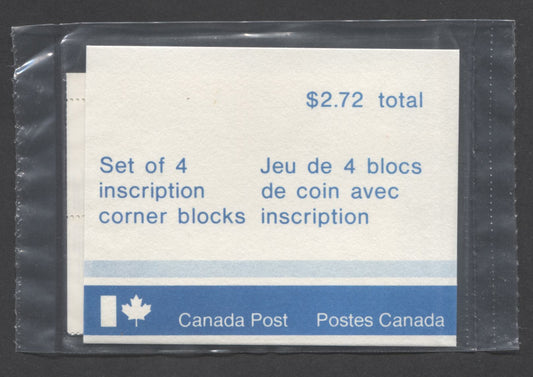 $2.72 total
Set of 4
inscription
corner blocks
Jeu de 4 blocs
de coin avec
inscription
Canada Post
Postes Canada